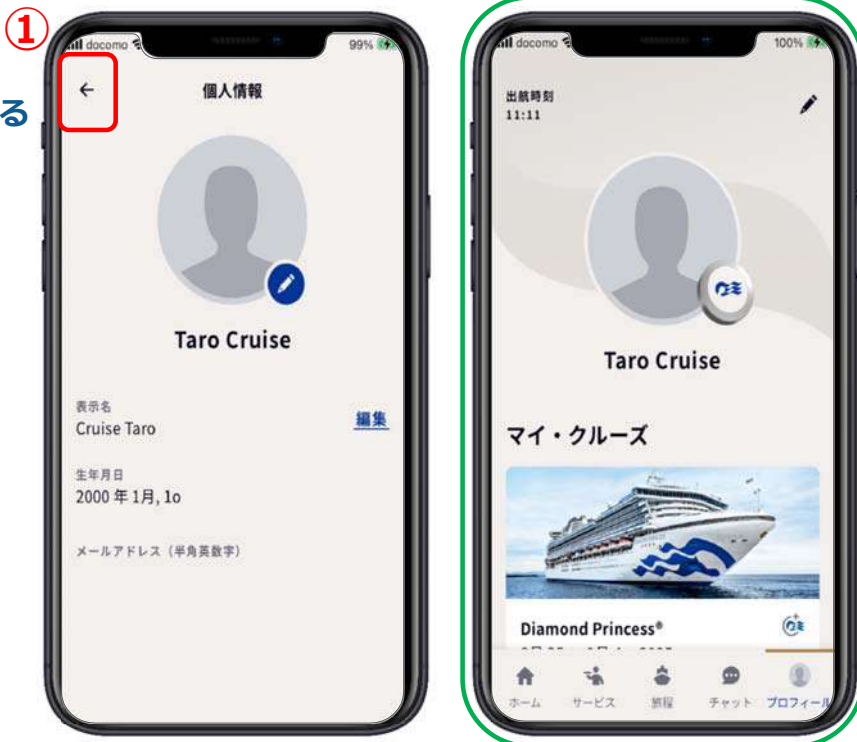 ①
る
docomo
99%
←
個人情報
Taro Cruise
表示名
Cruise Taro
編集
生年月日
2000 年 1月, 1o
メールアドレス（半角英数字）
docomo
100%
出航時刻
11:11
Taro Cruise
マイ・クルーズ
Diamond Princess®
ホーム
サービス
旅程
チャット
プロフィール